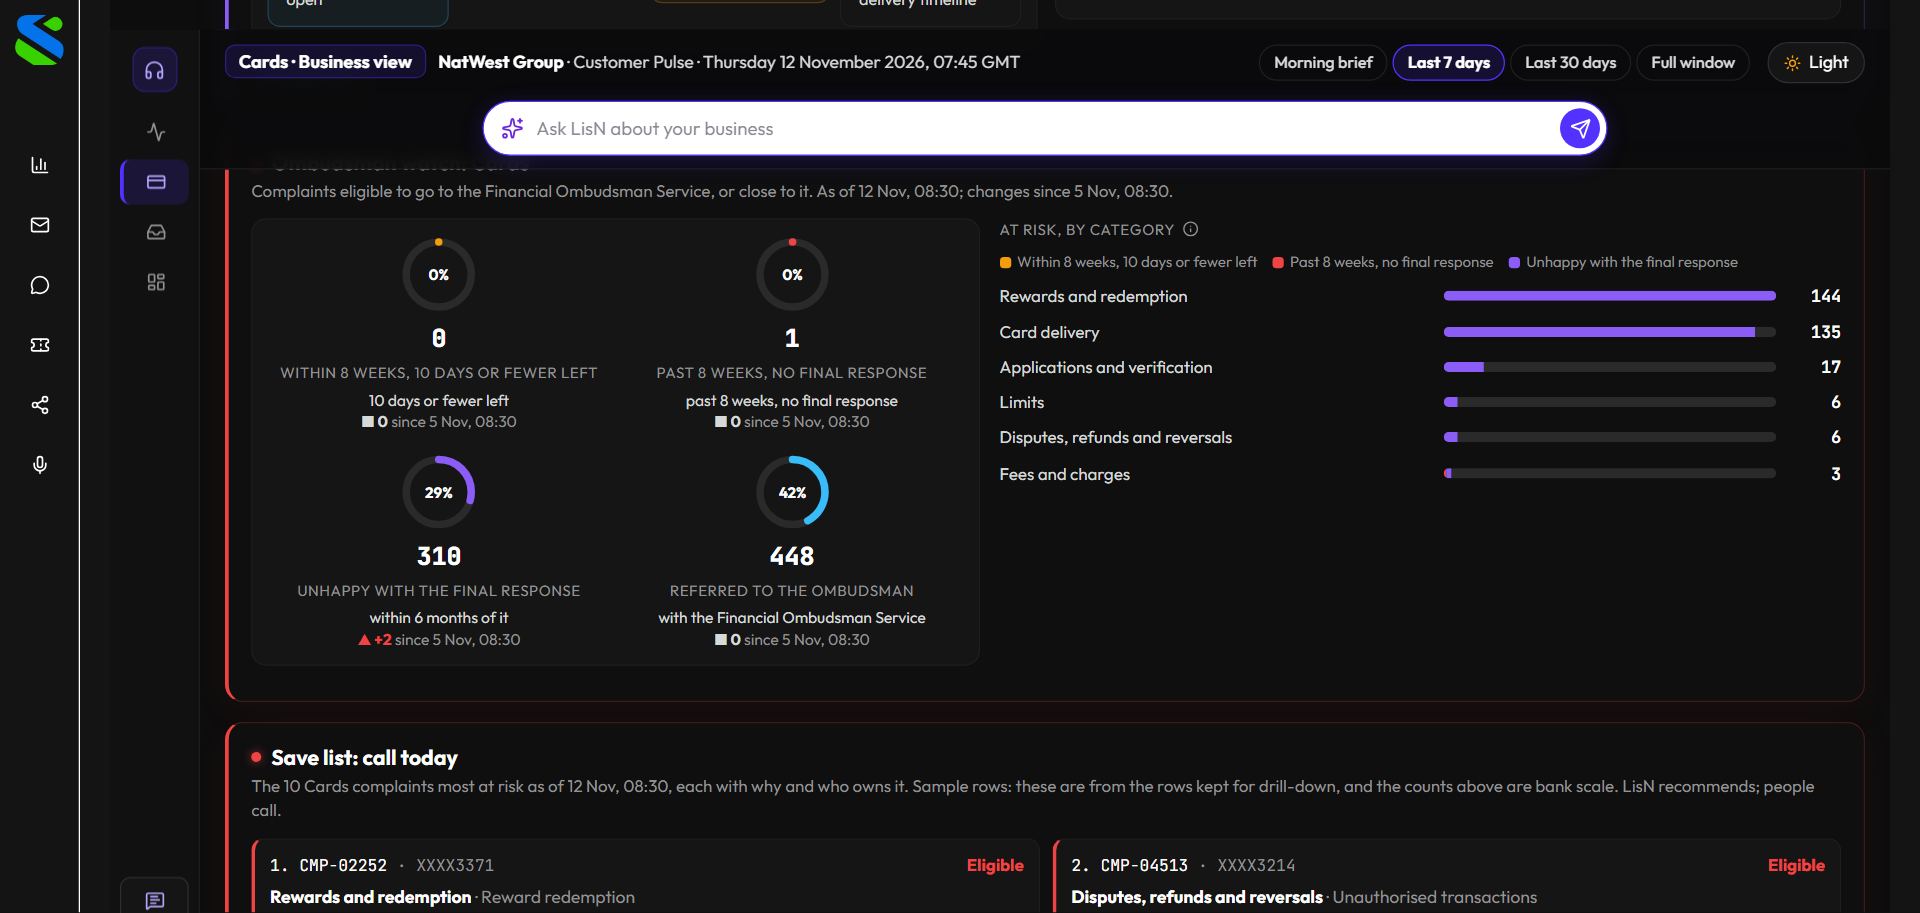 open
delivery timeline
Cards · Business view
NatWest Group · Customer Pulse · Thursday 12 November 2026, 07:45 GMT
Morning brief
Last 7 days
Last 30 days
Full window
Light
Ask LisN about your business
Ombudsman watch: Cards
Complaints eligible to go to the Financial Ombudsman Service, or close to it. As of 12 Nov, 08:30; changes since 5 Nov, 08:30.
0%
0
WITHIN 8 WEEKS, 10 DAYS OR FEWER LEFT
10 days or fewer left
0 since 5 Nov, 08:30
0%
1
PAST 8 WEEKS, NO FINAL RESPONSE
past 8 weeks, no final response
0 since 5 Nov, 08:30
29%
310
UNHAPPY WITH THE FINAL RESPONSE
within 6 months of it
▲ +2 since 5 Nov, 08:30
42%
448
REFERRED TO THE OMBUDSMAN
with the Financial Ombudsman Service
0 since 5 Nov, 08:30
AT RISK, BY CATEGORY
Within 8 weeks, 10 days or fewer left
Past 8 weeks, no final response
Unhappy with the final response
Rewards and redemption 144
Card delivery 135
Applications and verification 17
Limits 6
Disputes, refunds and reversals 6
Fees and charges 3
Save list: call today
The 10 Cards complaints most at risk as of 12 Nov, 08:30, each with why and who owns it. Sample rows: these are from the rows kept for drill-down, and the counts above are bank scale. LisN recommends; people
call.
1. CMP-02252 · XXXX3371 Eligible
Rewards and redemption · Reward redemption
2. CMP-04513 · XXXX3214 Eligible
Disputes, refunds and reversals · Unauthorised transactions